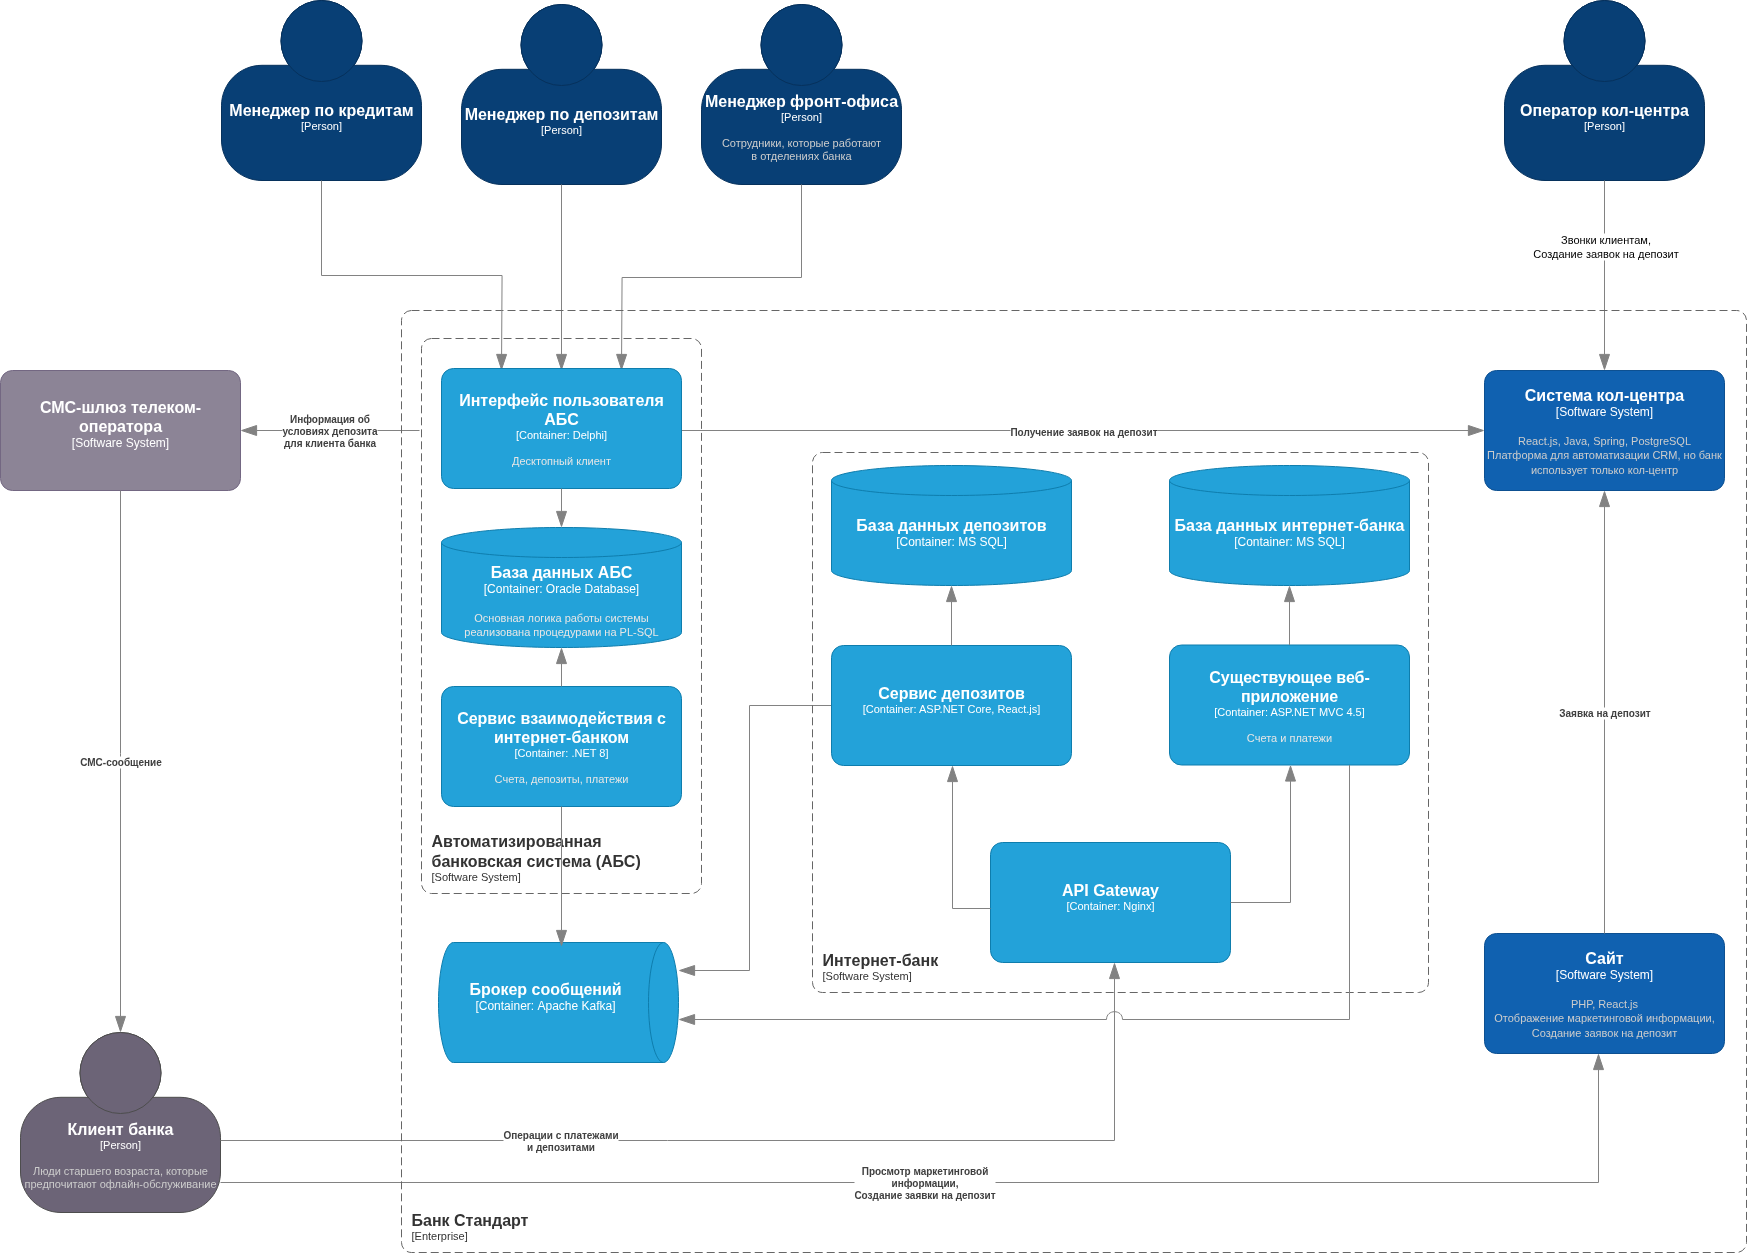 Менеджер по кредитам
[Person]
Менеджер по депозитам
[Person]
Менеджер фронт-офиса
[Person]
Сотрудники, которые работают
в отделениях банка
Оператор кол-центра
[Person]
Звонки клиентам,
Создание заявок на депозит
СМС-шлюз телеком-
оператора
[Software System]
Информация об
условиях депозита
для клиента банка
Интерфейс пользователя
АБС
[Container: Delphi]
Десктопный клиент
Получение заявок на депозит
Система кол-центра
[Software System]
React.js, Java, Spring, PostgreSQL
Платформа для автоматизации CRM, но банк
использует только кол-центр
База данных АБС
[Container: Oracle Database]
Основная логика работы системы
реализована процедурами на PL-SQL
База данных депозитов
[Container: MS SQL]
База данных интернет-банка
[Container: MS SQL]
Сервис взаимодействия с
интернет-банком
[Container: .NET 8]
Счета, депозиты, платежи
Сервис депозитов
[Container: ASP.NET Core, React.js]
Существующее веб-
приложение
[Container: ASP.NET MVC 4.5]
Счета и платежи
Заявка на депозит
СМС-сообщение
Автоматизированная
банковская система (АБС)
[Software System]
API Gateway
[Container: Nginx]
Интернет-банк
[Software System]
Брокер сообщений
[Container: Apache Kafka]
Сайт
[Software System]
PHP, React.js
Отображение маркетинговой информации,
Создание заявок на депозит
Клиент банка
[Person]
Люди старшего возраста, которые
предпочитают офлайн-обслуживание
Операции с платежами
и депозитами
Просмотр маркетинговой
информации,
Создание заявки на депозит
Банк Стандарт
[Enterprise]